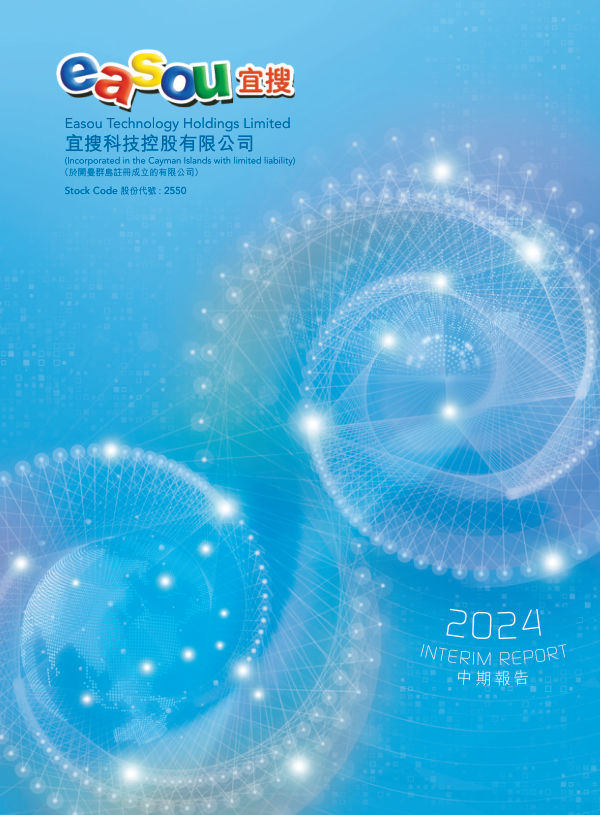 easou 宜搜
Easou Technology Holdings Limited
宜搜科技控股有限公司
(Incorporated in the Cayman Islands with limited liability)
（於開曼群島註冊成立的有限公司）
Stock Code 股份代號 : 2550
2024
INTERIM REPORT
中期報告